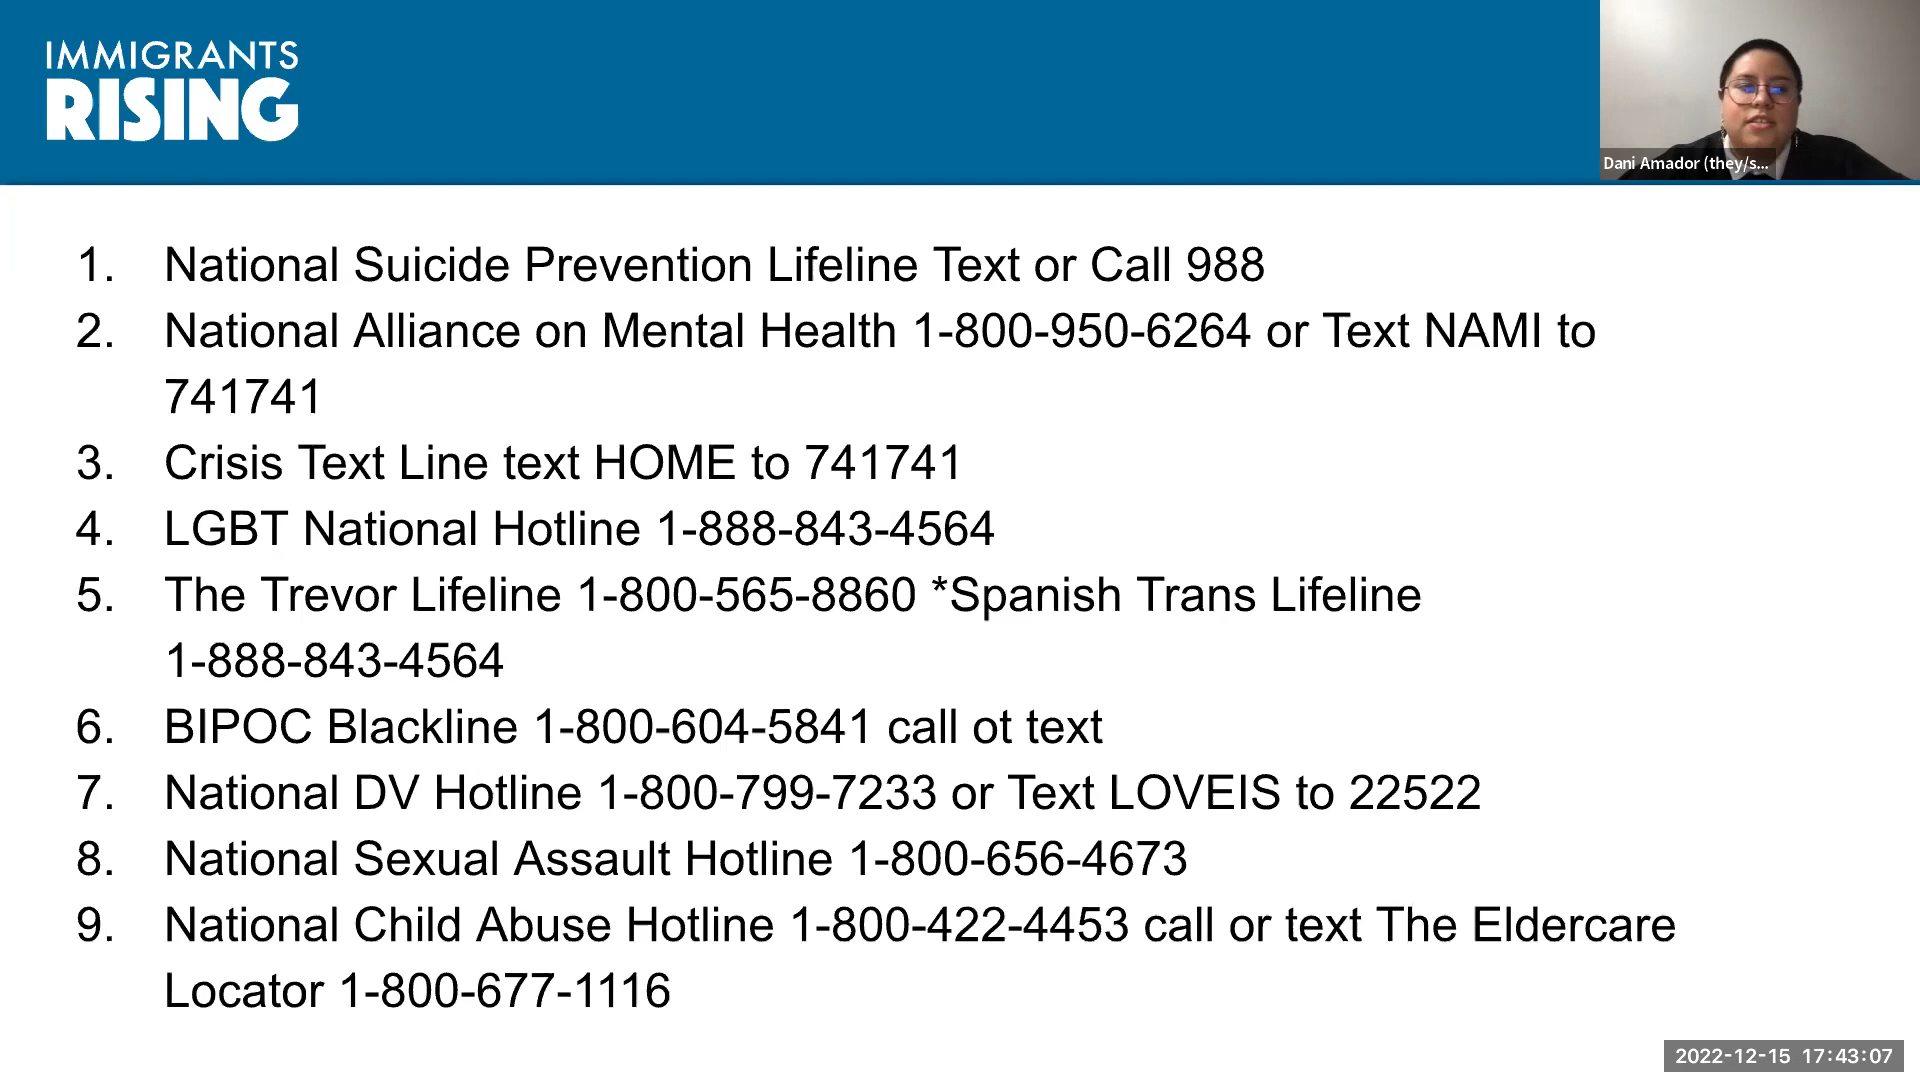 IMMIGRANTS
RISING
Dani Amador (they/s...
1. National Suicide Prevention Lifeline Text or Call 988
2. National Alliance on Mental Health 1-800-950-6264 or Text NAMI to
741741
3. Crisis Text Line text HOME to 741741
4. LGBT National Hotline 1-888-843-4564
5. The Trevor Lifeline 1-800-565-8860 *Spanish Trans Lifeline
1-888-843-4564
6. BIPOC Blackline 1-800-604-5841 call ot text
7. National DV Hotline 1-800-799-7233 or Text LOVEIS to 22522
8. National Sexual Assault Hotline 1-800-656-4673
9. National Child Abuse Hotline 1-800-422-4453 call or text The Eldercare
Locator 1-800-677-1116
2022-12-15 17:43:07